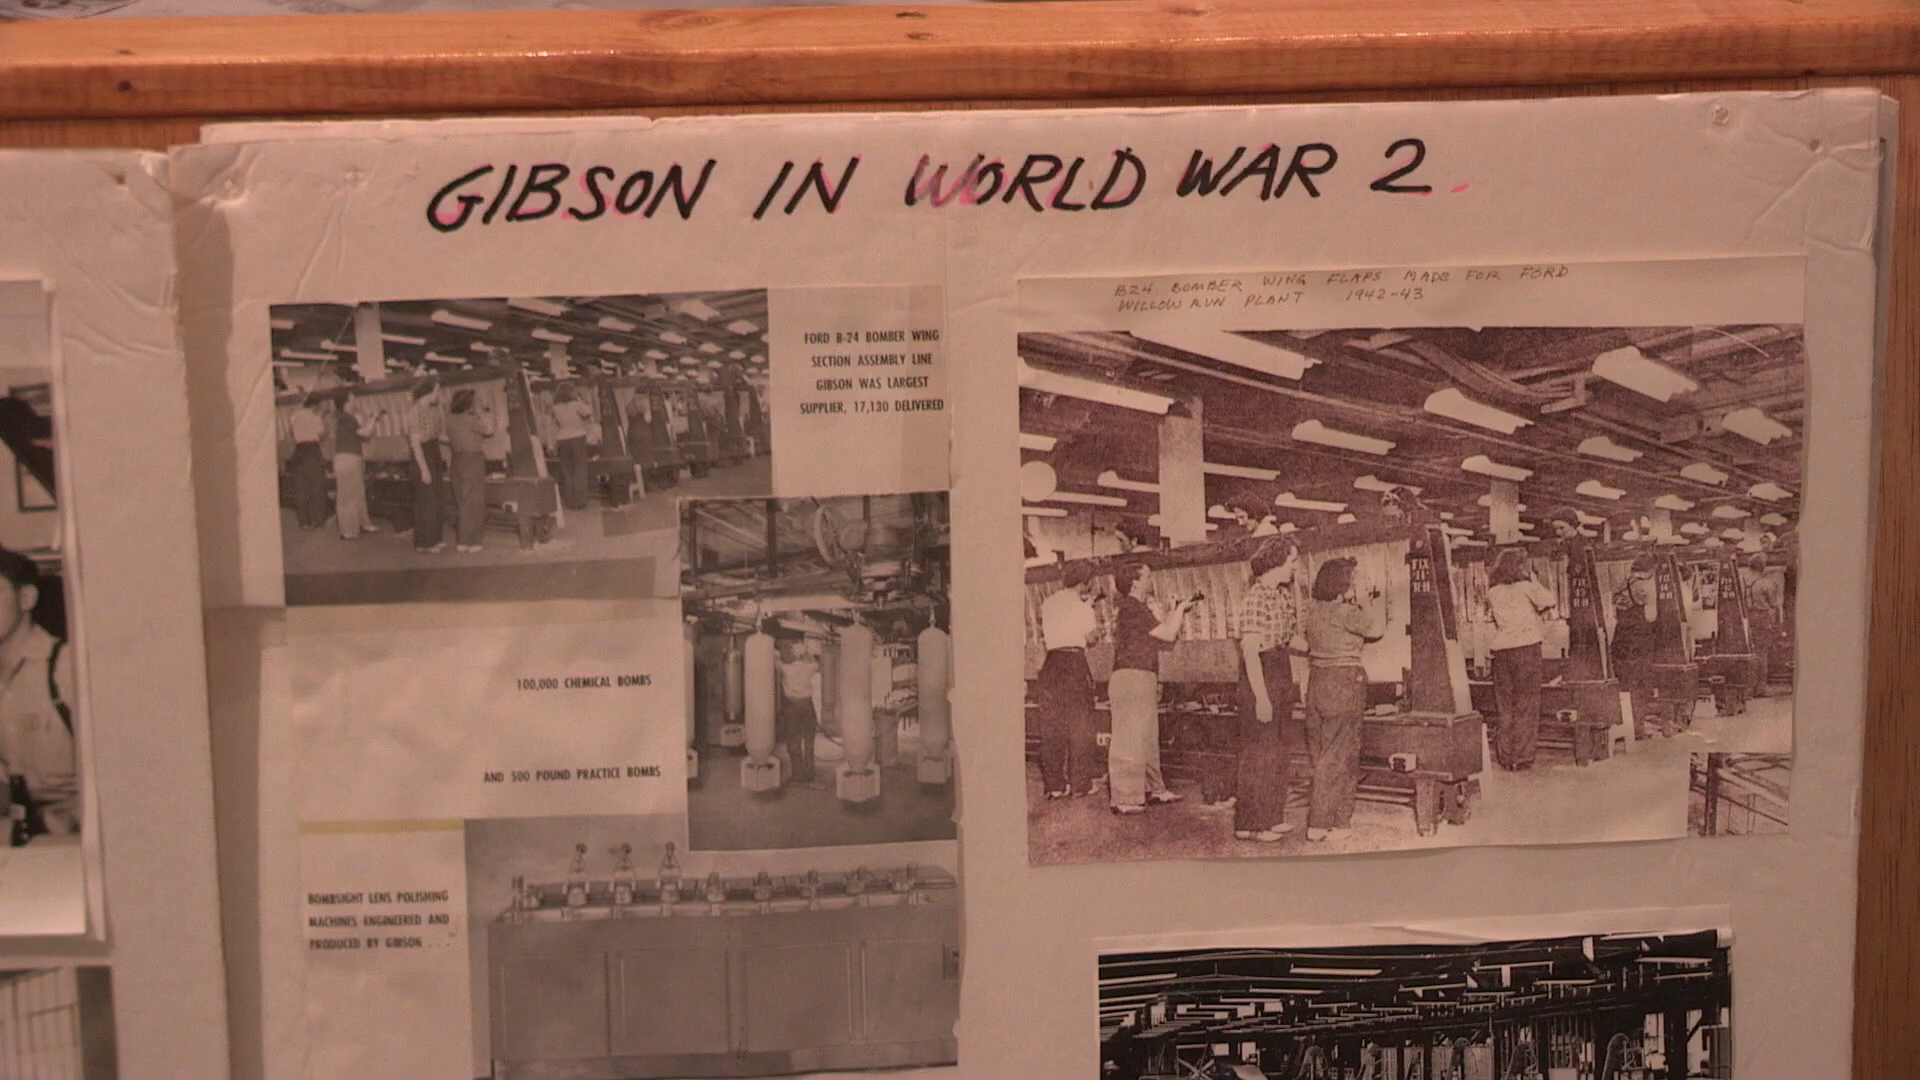 GIBSON IN WORLD WAR 2.
FORD B-24 BOMBER WING
SECTION ASSEMBLY LINE
GIBSON WAS LARGEST
SUPPLIER, 17,130 DELIVERED
100,000 CHEMICAL BOMBS
AND 500 POUND PRACTICE BOMBS
BOMBSIGHT LENS POLISHING
MACHINES ENGINEERED AND
PRODUCED BY GIBSON . . .
B24 BOMBER WING FLAPS MADE FOR FORD
WILLOW RUN PLANT 1942-43